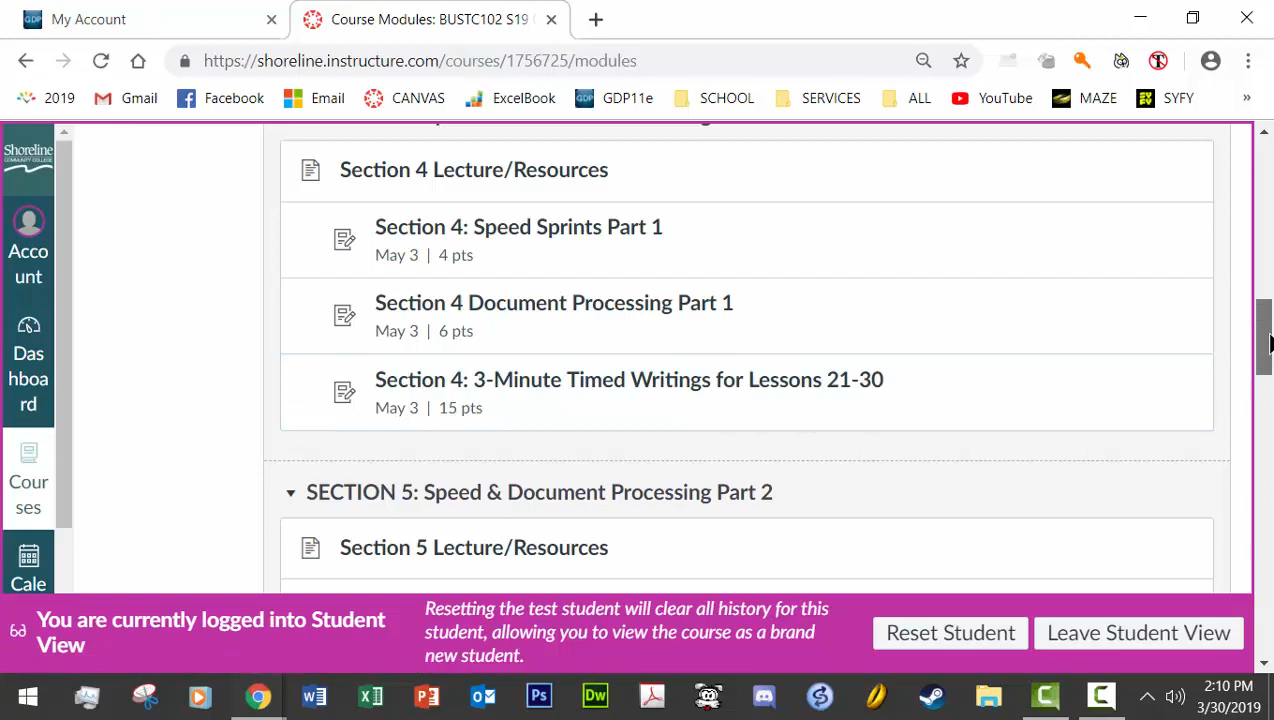 My Account
Course Modules: BUSTC102 S19
https://shoreline.instructure.com/courses/1756725/modules
2019
Gmail
Facebook
Email
CANVAS
ExcelBook
GDP11e
SCHOOL
SERVICES
ALL
YouTube
MAZE
SYFY
»
Shoreline
COMMUNITY COLLEGE
Acco
unt
Das
hboa
rd
Cour
ses
Cale
Section 4 Lecture/Resources
Section 4: Speed Sprints Part 1
May 3 | 4 pts
Section 4 Document Processing Part 1
May 3 | 6 pts
Section 4: 3-Minute Timed Writings for Lessons 21-30
May 3 | 15 pts
SECTION 5: Speed & Document Processing Part 2
Section 5 Lecture/Resources
You are currently logged into Student
View
Resetting the test student will clear all history for this
student, allowing you to view the course as a brand
new student.
Reset Student
Leave Student View
2:10 PM
3/30/2019